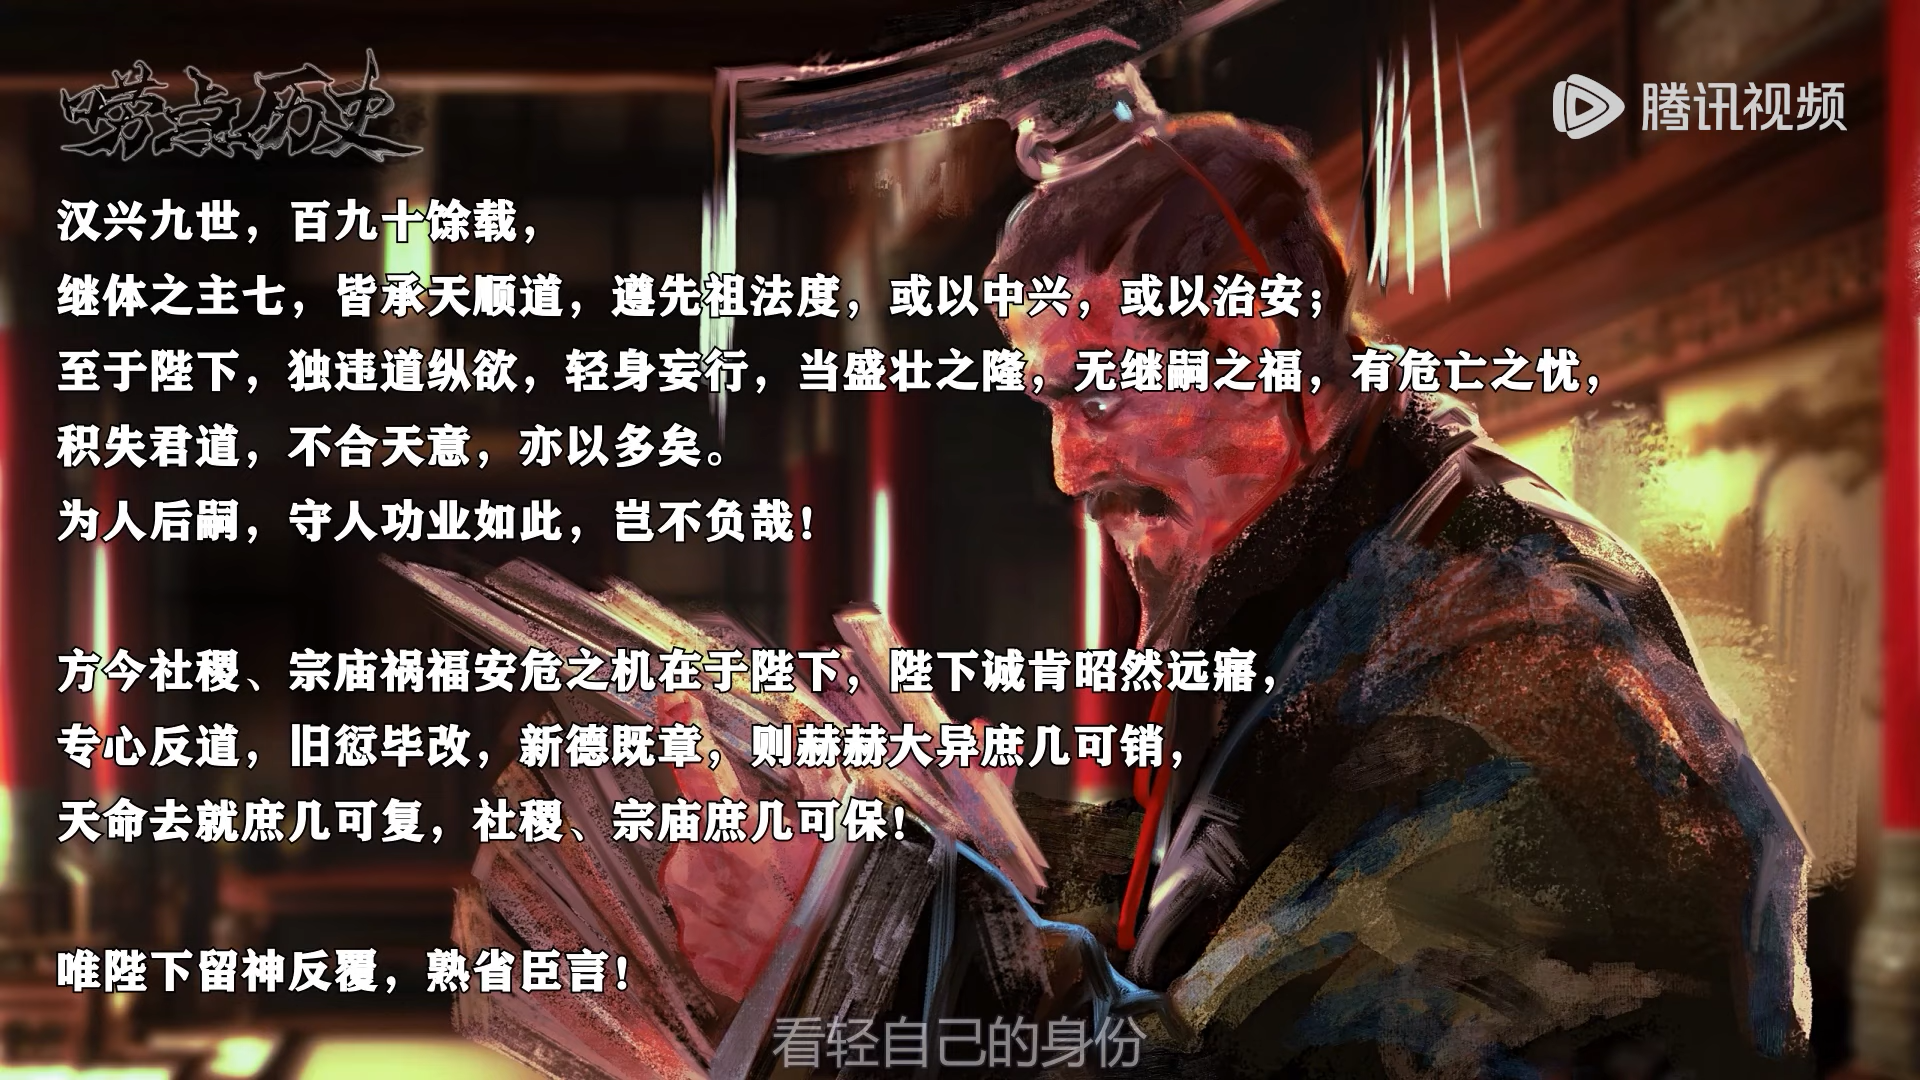 唠点历史
腾讯视频
汉兴九世，百九十馀载，
继体之主七，皆承天顺道，遵先祖法度，或以中兴，或以治安；
至于陛下，独违道纵欲，轻身妄行，当盛壮之隆，无继嗣之福，有危亡之忧，
积失君道，不合天意，亦以多矣。
为人后嗣，守人功业如此，岂不负哉！
方今社稷、宗庙祸福安危之机在于陛下，陛下诚肯昭然远寤，
专心反道，旧愆毕改，新德既章，则赫赫大异庶几可销，
天命去就庶几可复，社稷、宗庙庶几可保！
唯陛下留神反覆，熟省臣言！
看轻自己的身份